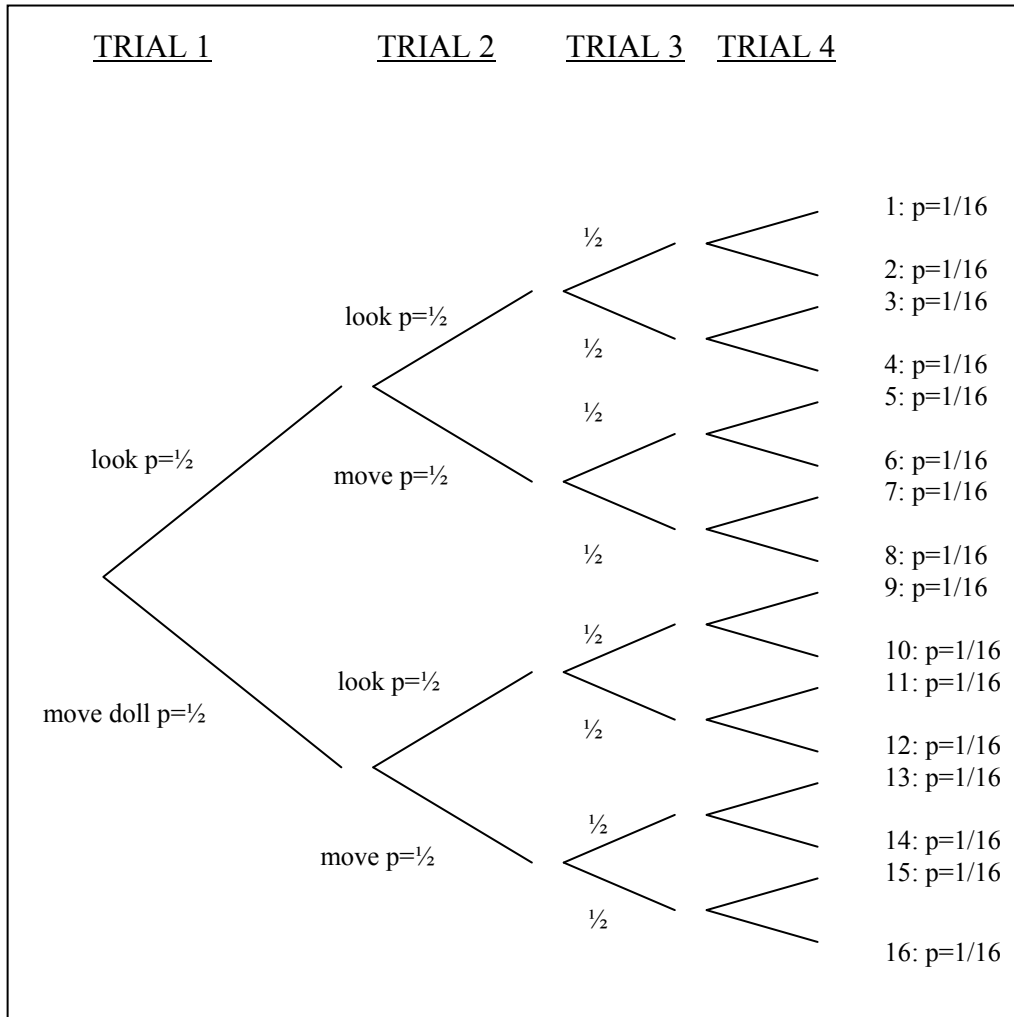 TRIAL 1 TRIAL 2 TRIAL 3 TRIAL 4
1: p=1/16
½
2: p=1/16
3: p=1/16
look p=½
½
4: p=1/16
5: p=1/16
½
look p=½
move p=½
6: p=1/16
7: p=1/16
½
8: p=1/16
9: p=1/16
½
10: p=1/16
look p=½
11: p=1/16
move doll p=½
½
12: p=1/16
13: p=1/16
½
14: p=1/16
move p=½
15: p=1/16
½
16: p=1/16